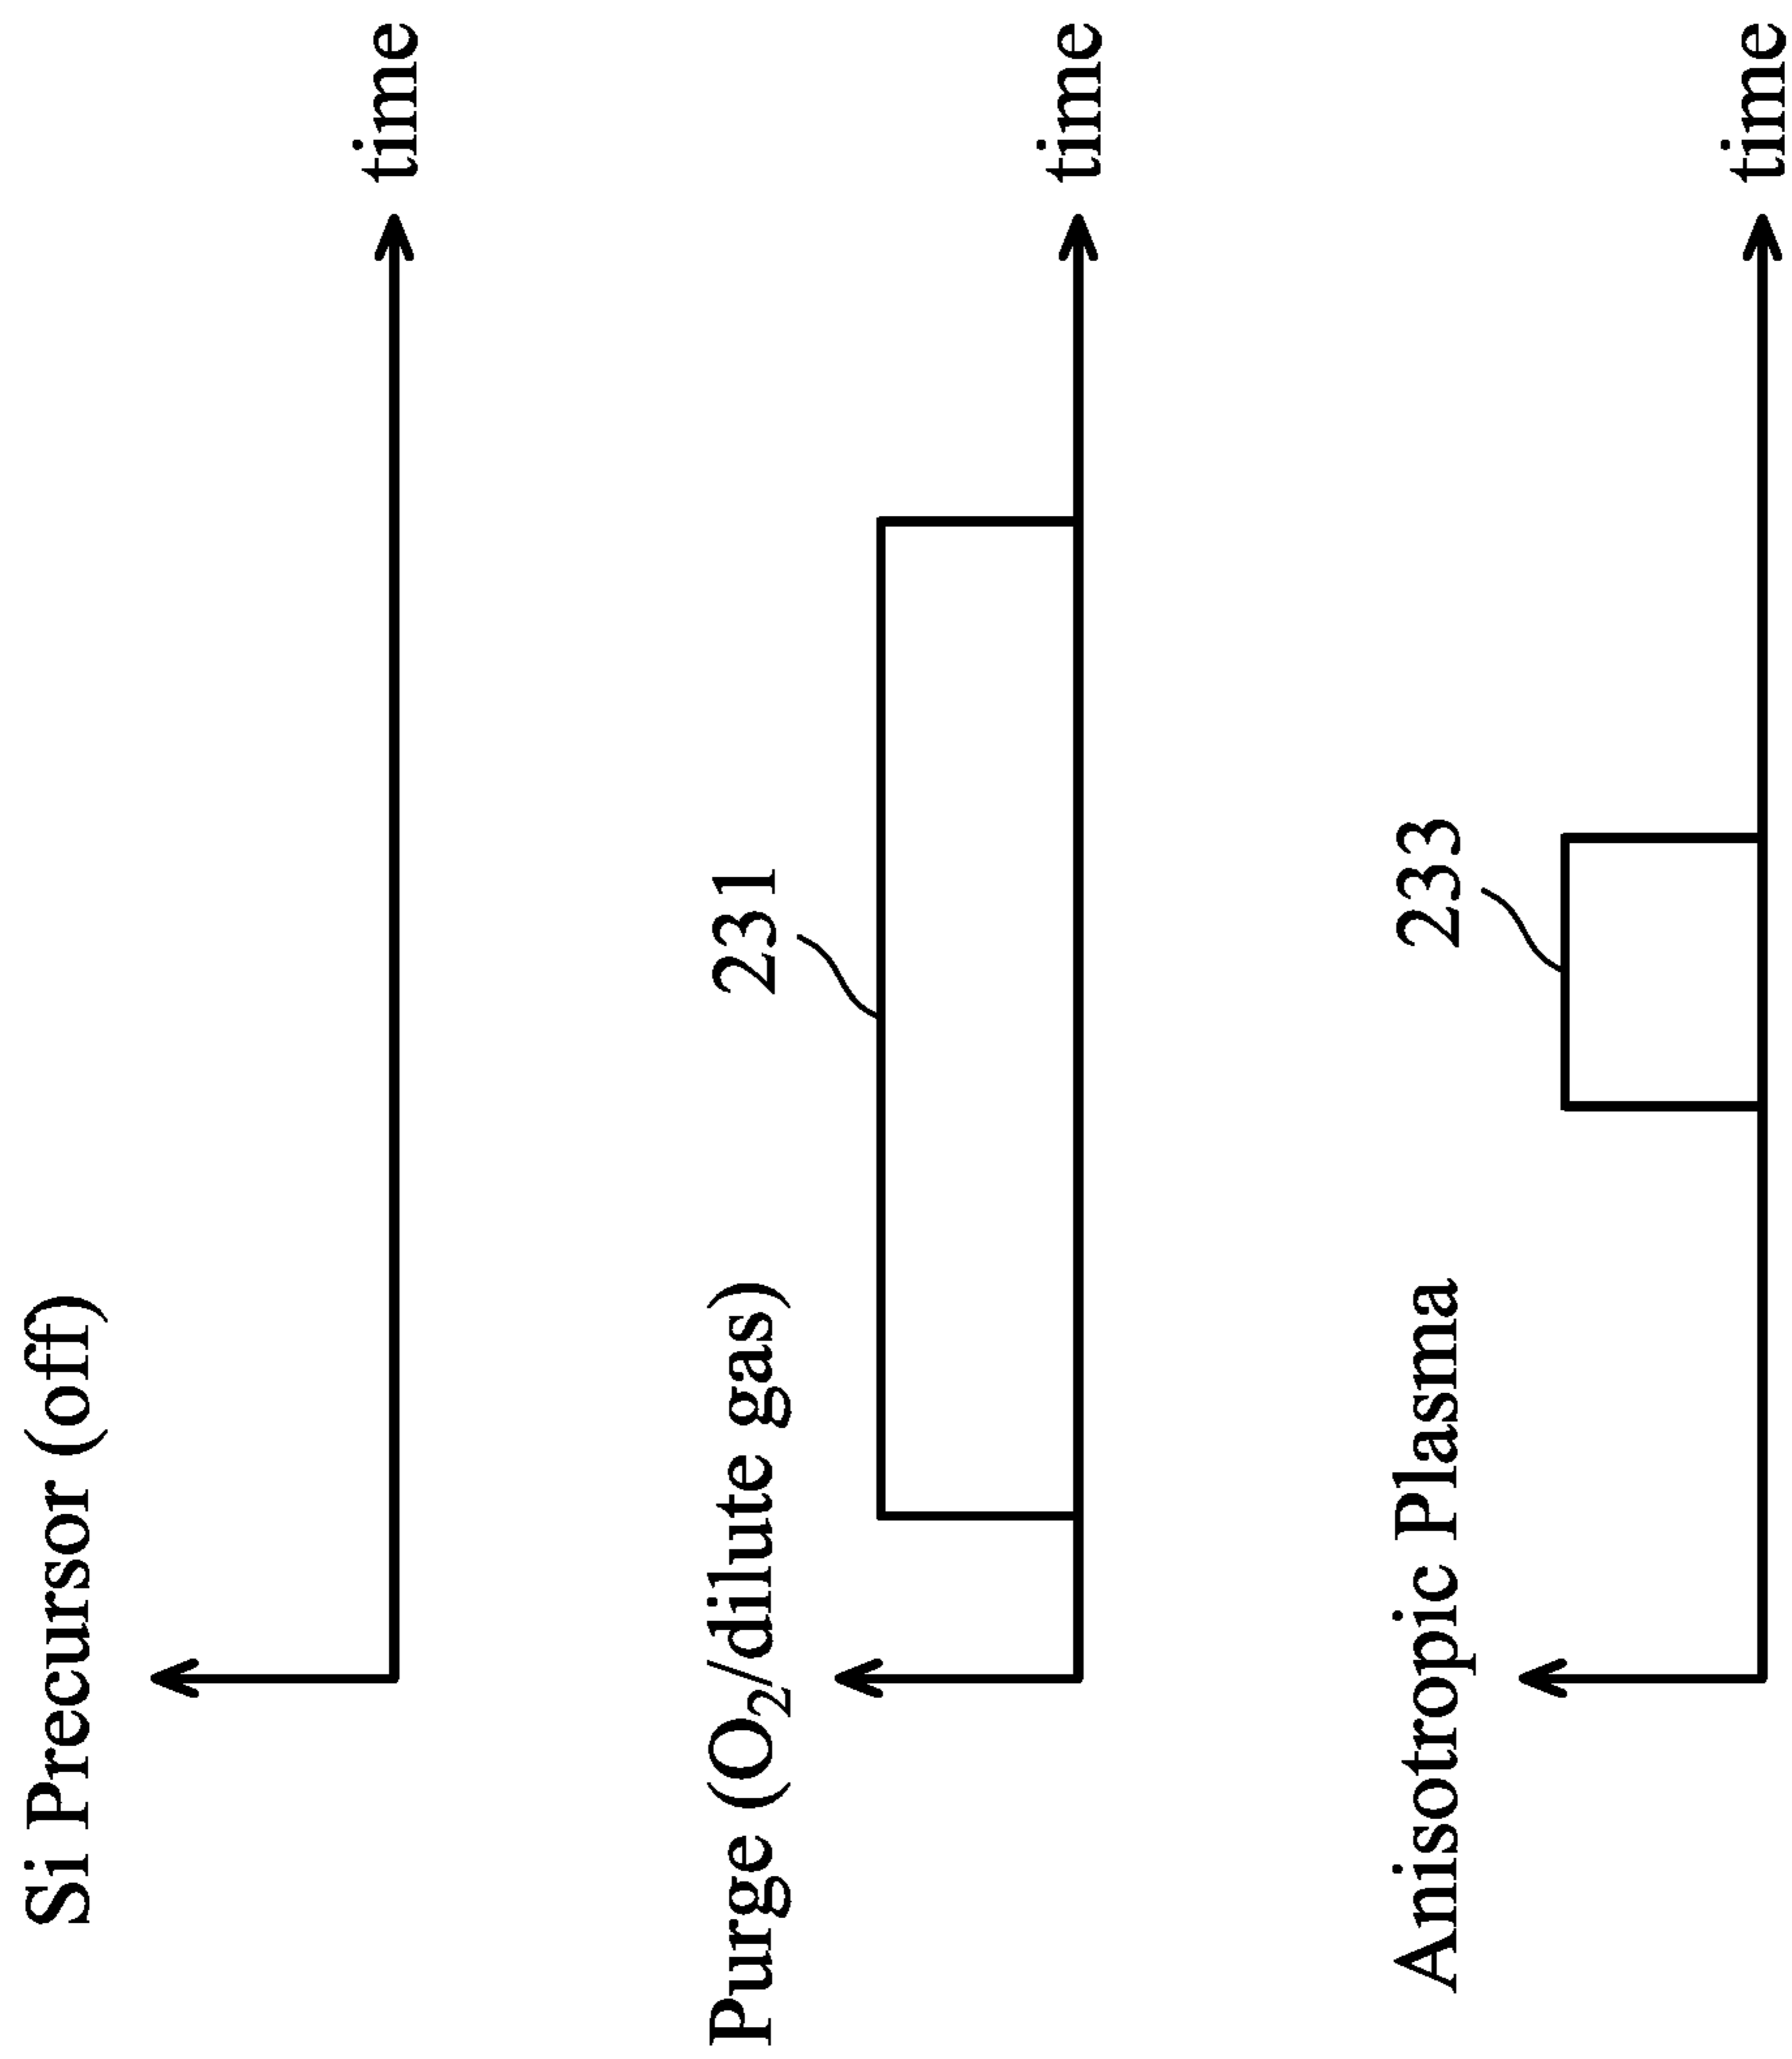 Si Precursor (off)
time
Purge (O₂/dilute gas)
231
time
Anisotropic Plasma
233
time